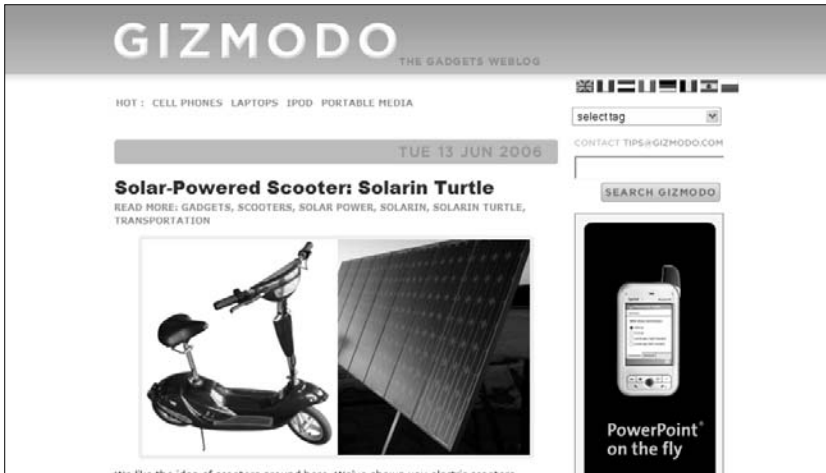 GIZMODO
THE GADGETS WEBLOG
HOT : CELL PHONES LAPTOPS IPOD PORTABLE MEDIA
select tag
CONTACT TIPS@GIZMODO.COM
SEARCH GIZMODO
TUE 13 JUN 2006
Solar-Powered Scooter: Solarin Turtle
READ MORE: GADGETS, SCOOTERS, SOLAR POWER, SOLARIN, SOLARIN TURTLE,
TRANSPORTATION
PowerPoint®
on the fly